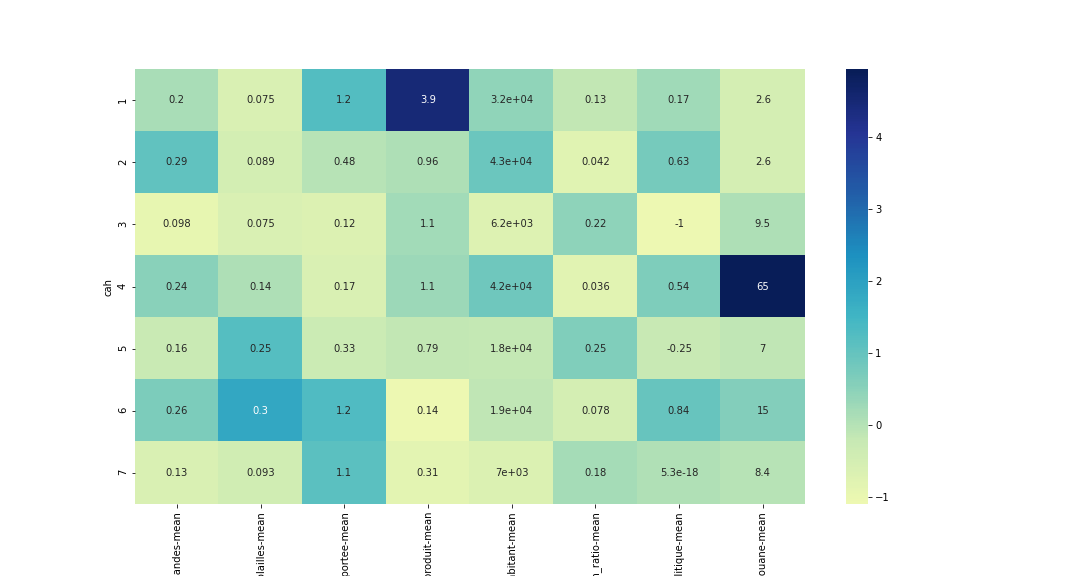 1 0.2 0.075 1.2 3.9 3.2e+04 0.13 0.17 2.6
2 0.29 0.089 0.48 0.96 4.3e+04 0.042 0.63 2.6
3 0.098 0.075 0.12 1.1 6.2e+03 0.22 -1 9.5
cah
4 0.24 0.14 0.17 1.1 4.2e+04 0.036 0.54 65
5 0.16 0.25 0.33 0.79 1.8e+04 0.25 -0.25 7
6 0.26 0.3 1.2 0.14 1.9e+04 0.078 0.84 15
7 0.13 0.093 1.1 0.31 7e+03 0.18 5.3e-18 8.4
andes-mean
olailles-mean
portee-mean
produit-mean
abitant-mean
n_ratio-mean
litique-mean
ouane-mean
4
3
2
1
0
−1